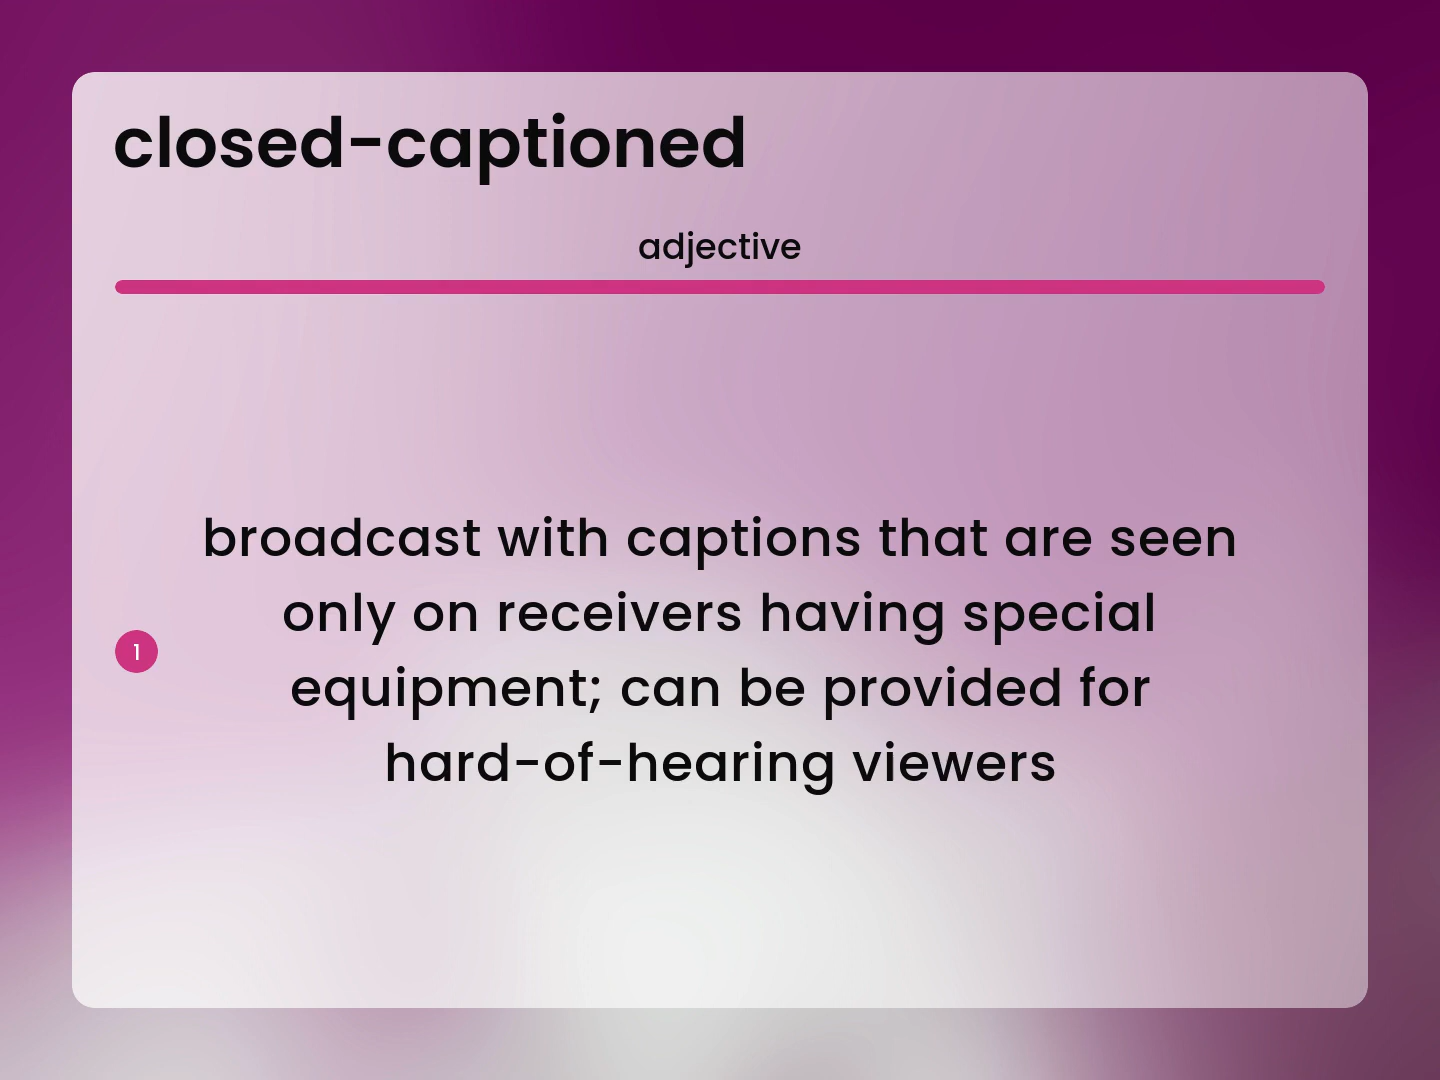 closed-captioned
adjective
broadcast with captions that are seen
only on receivers having special
1
equipment; can be provided for
hard-of-hearing viewers